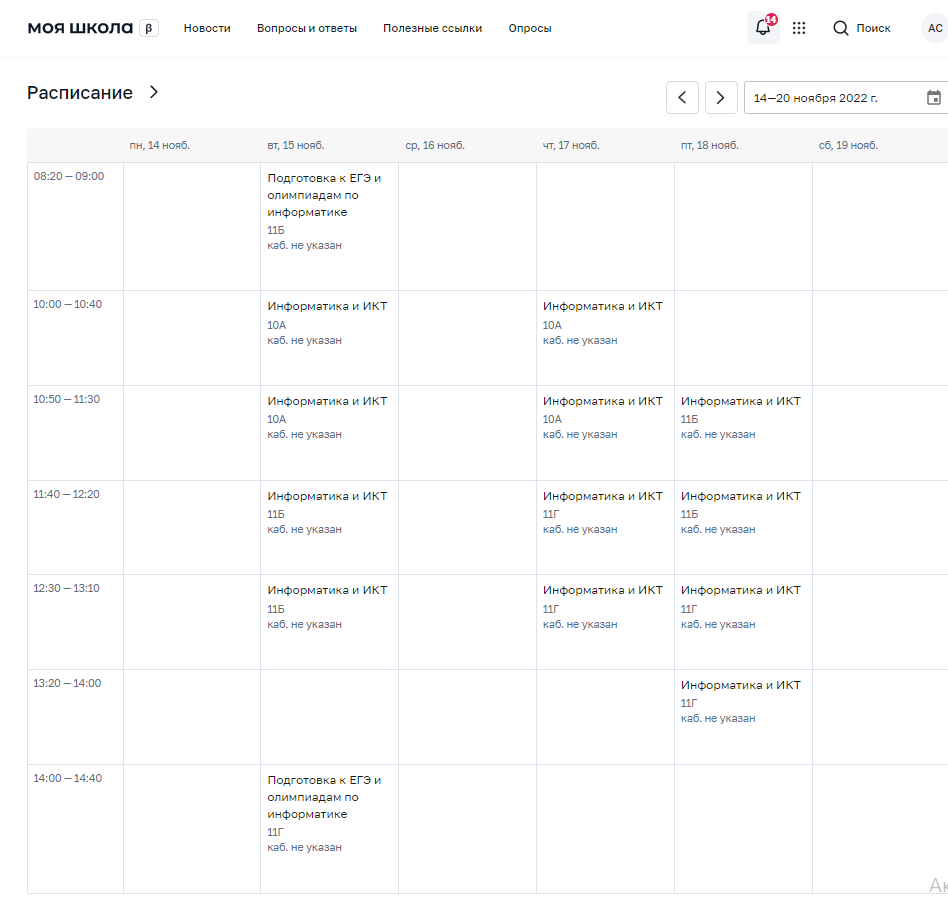 МОЯ ШКОЛА β Новости Вопросы и ответы Полезные ссылки Опросы 14 Поиск АС
Расписание 14—20 ноября 2022 г.
пн, 14 нояб. вт, 15 нояб. ср, 16 нояб. чт, 17 нояб. пт, 18 нояб. сб, 19 нояб.
08:20 — 09:00
Подготовка к ЕГЭ и
олимпиадам по
информатике
11Б
каб. не указан
10:00 — 10:40
Информатика и ИКТ Информатика и ИКТ
10А 10А
каб. не указан каб. не указан
10:50 — 11:30
Информатика и ИКТ Информатика и ИКТ Информатика и ИКТ
10А 10А 11Б
каб. не указан каб. не указан каб. не указан
11:40 — 12:20
Информатика и ИКТ Информатика и ИКТ Информатика и ИКТ
11Б 11Г 11Б
каб. не указан каб. не указан каб. не указан
12:30 — 13:10
Информатика и ИКТ Информатика и ИКТ Информатика и ИКТ
11Б 11Г 11Г
каб. не указан каб. не указан каб. не указан
13:20 — 14:00
Информатика и ИКТ
11Г
каб. не указан
14:00 — 14:40
Подготовка к ЕГЭ и
олимпиадам по
информатике
11Г
каб. не указан